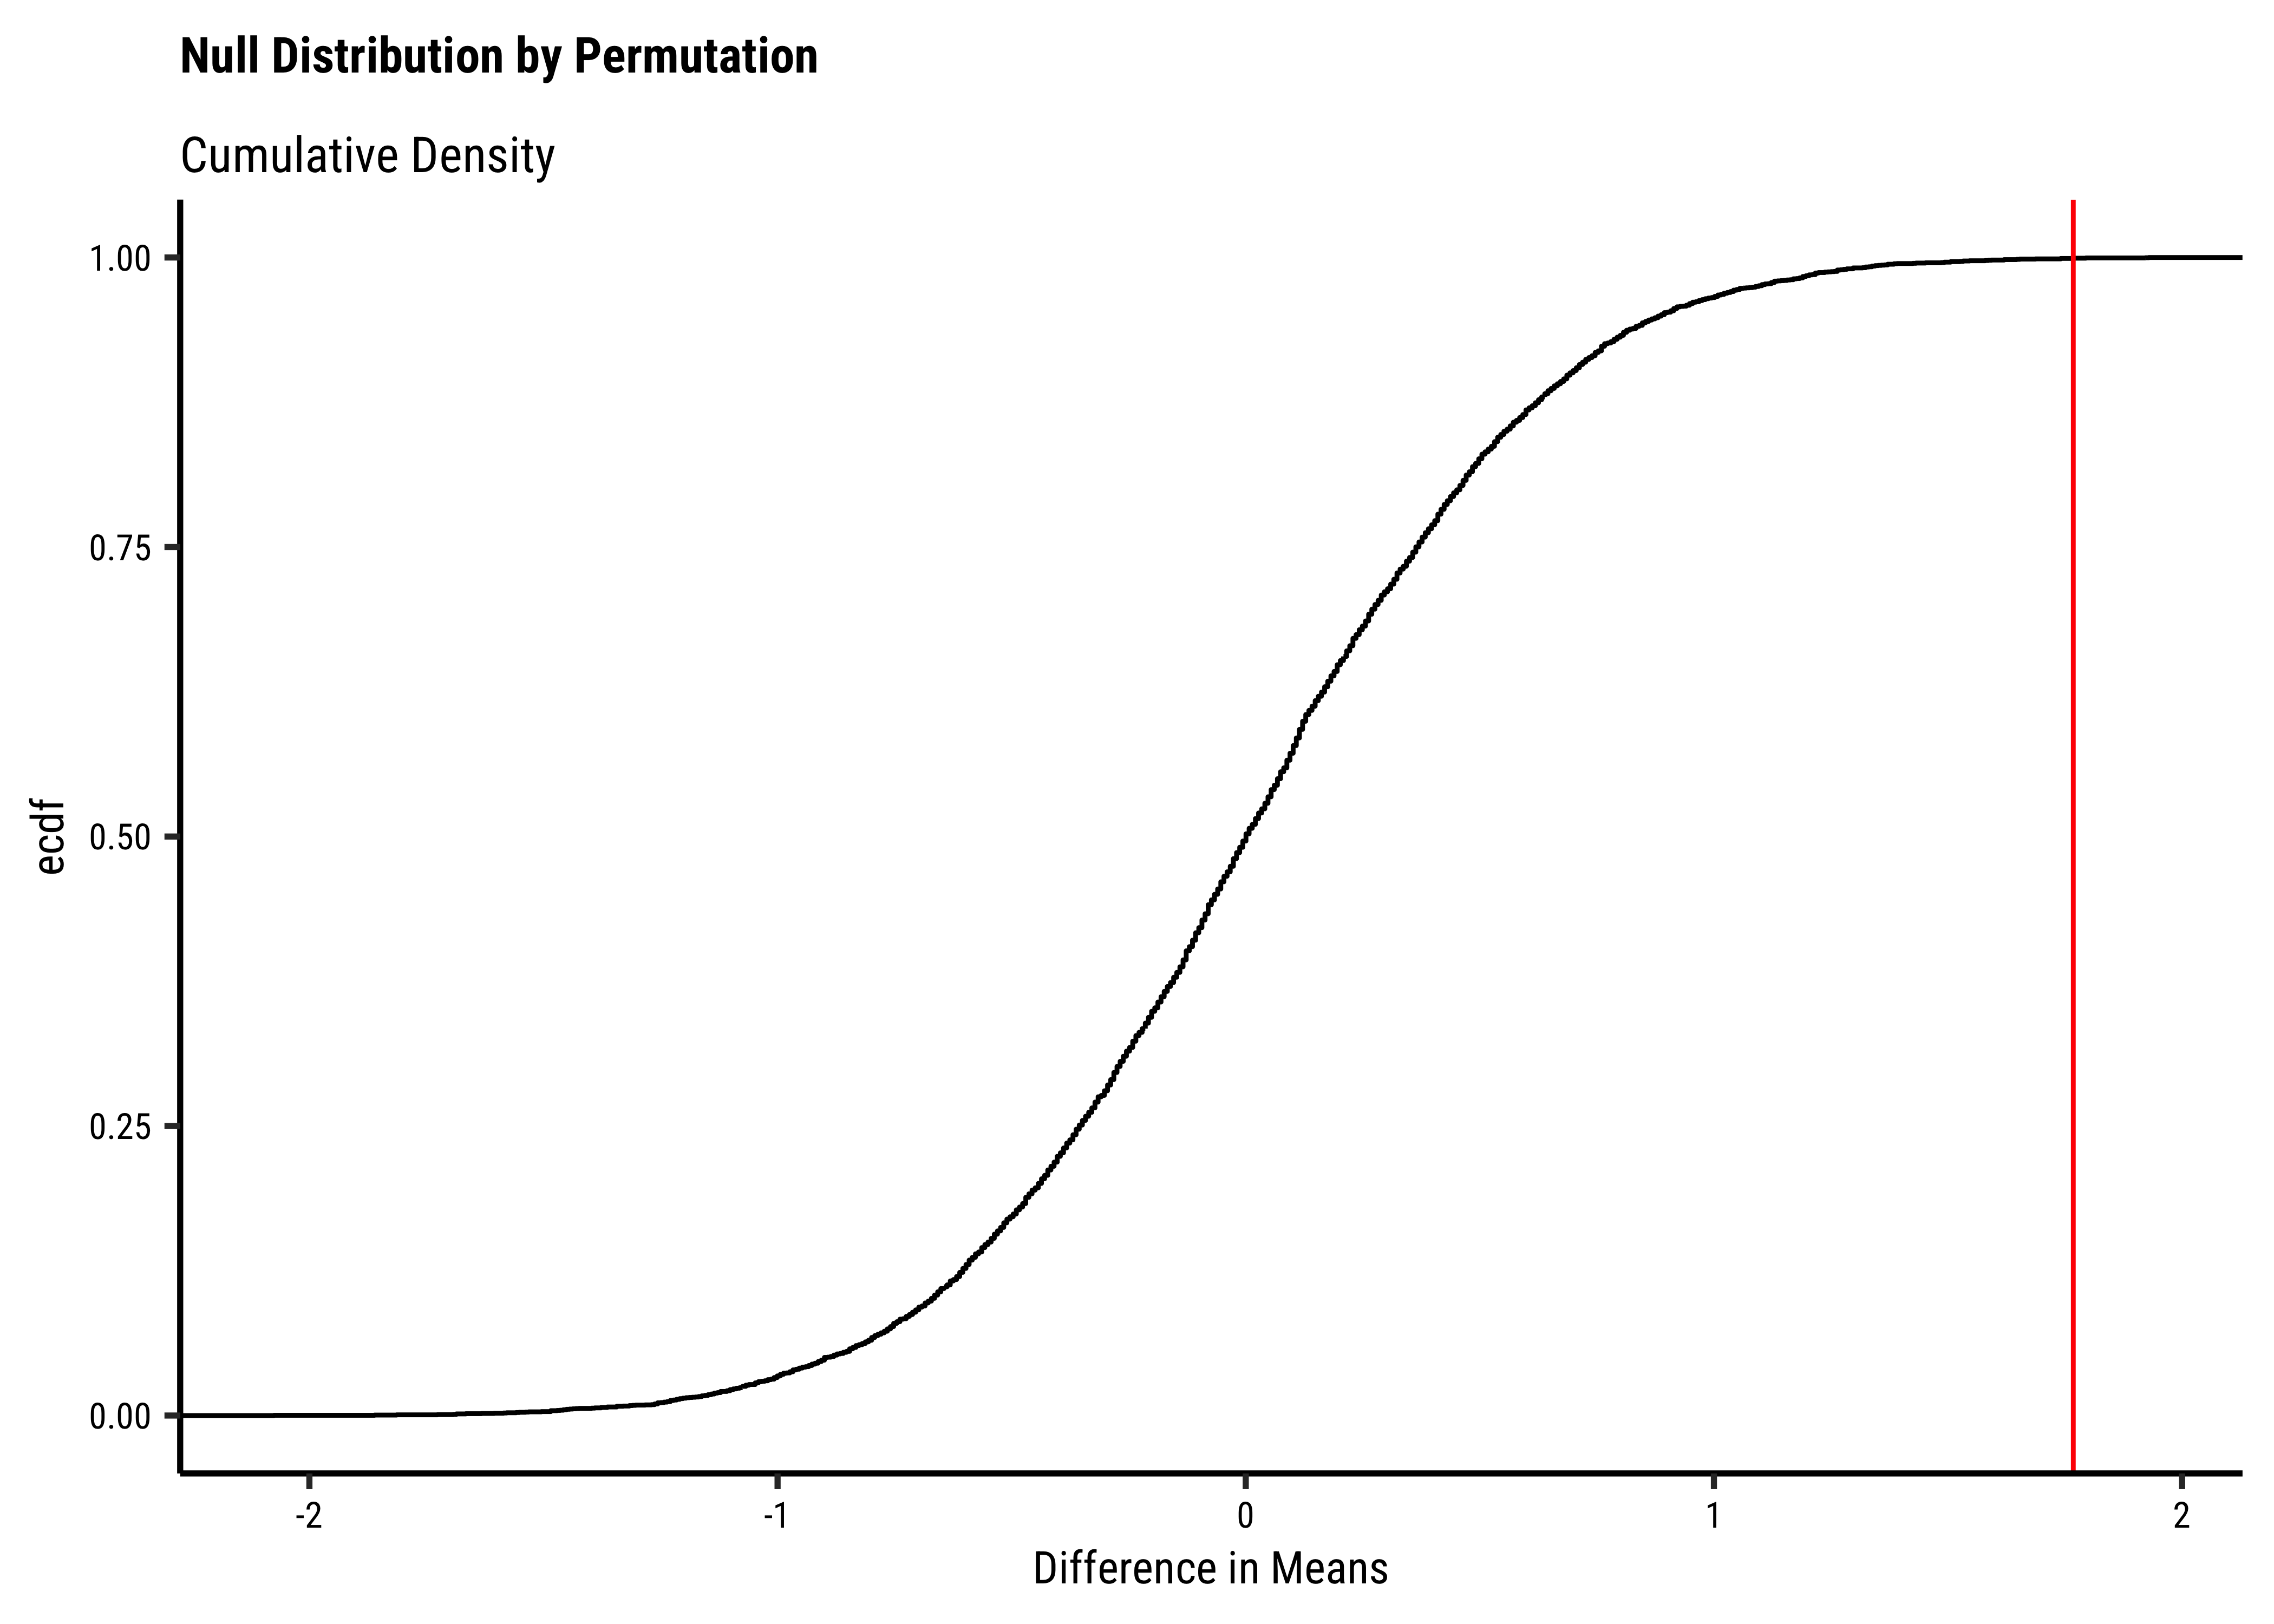 Null Distribution by Permutation
Cumulative Density
1.00
0.75
0.50
0.25
0.00
ecdf
-2
-1
0
1
2
Difference in Means